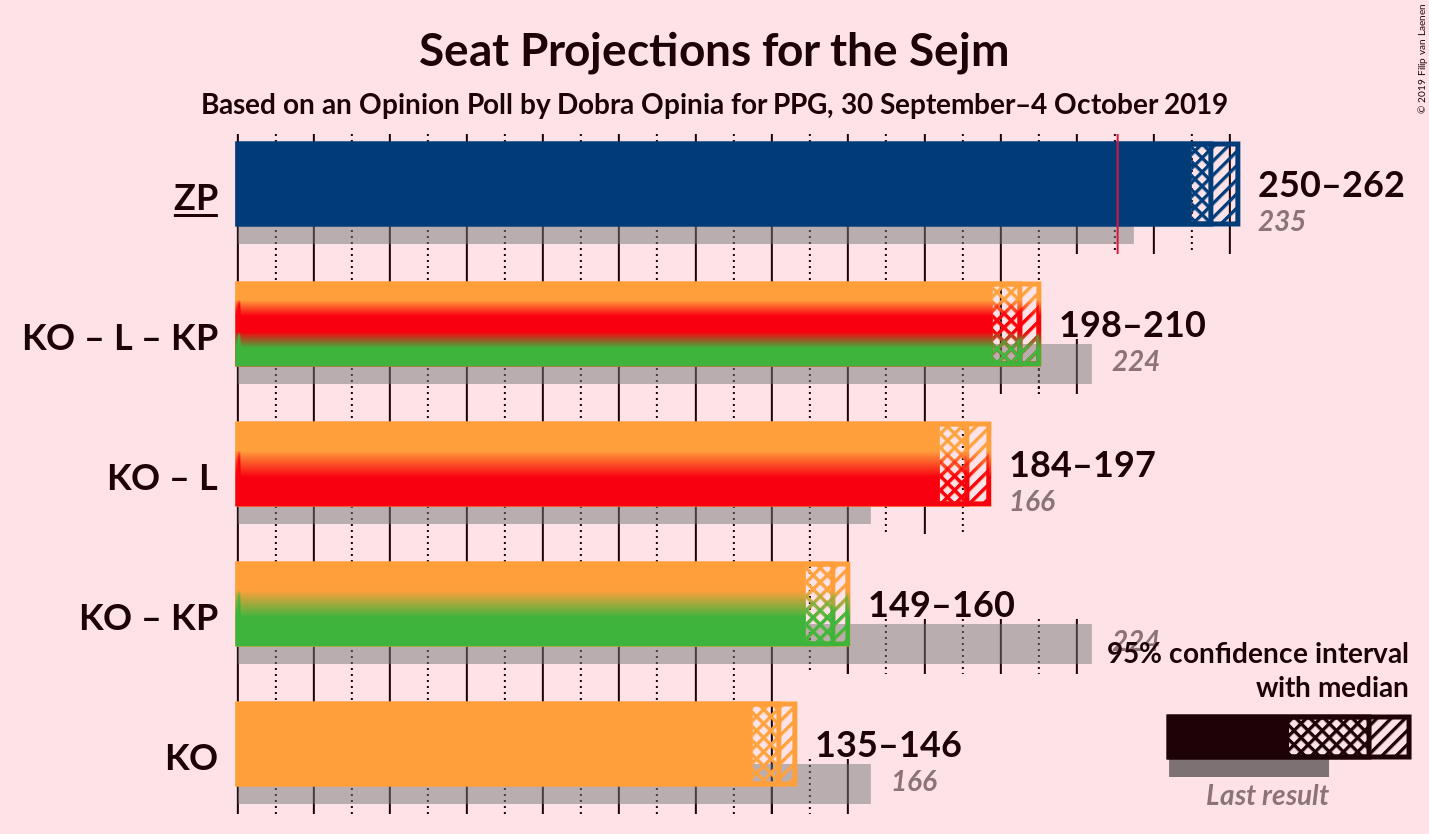 Seat Projections for the Sejm
Based on an Opinion Poll by Dobra Opinia for PPG, 30 September–4 October 2019
© 2019 Filip van Laenen
ZP
250–262
235
KO – L – KP
198–210
224
KO – L
184–197
166
KO – KP
149–160
224
KO
135–146
166
95% confidence interval
with median
Last result